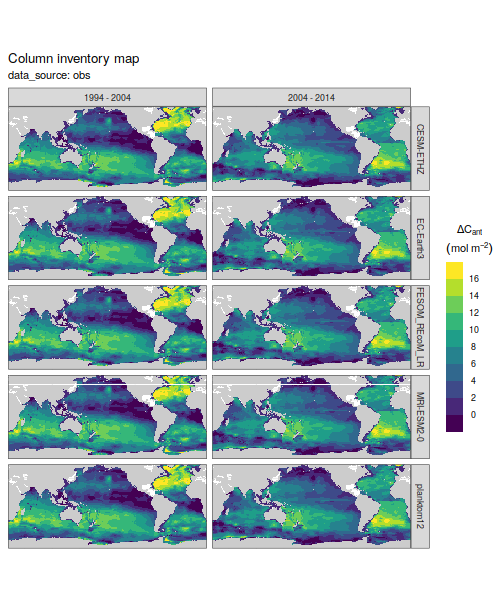 Column inventory map
data_source: obs
1994 - 2004
2004 - 2014
CESM-ETHZ
EC-Earth3
FESOM_REcoM_LR
MRI-ESM2-0
planktom12
ΔCant
(mol m⁻²)
16
14
12
10
8
6
4
2
0